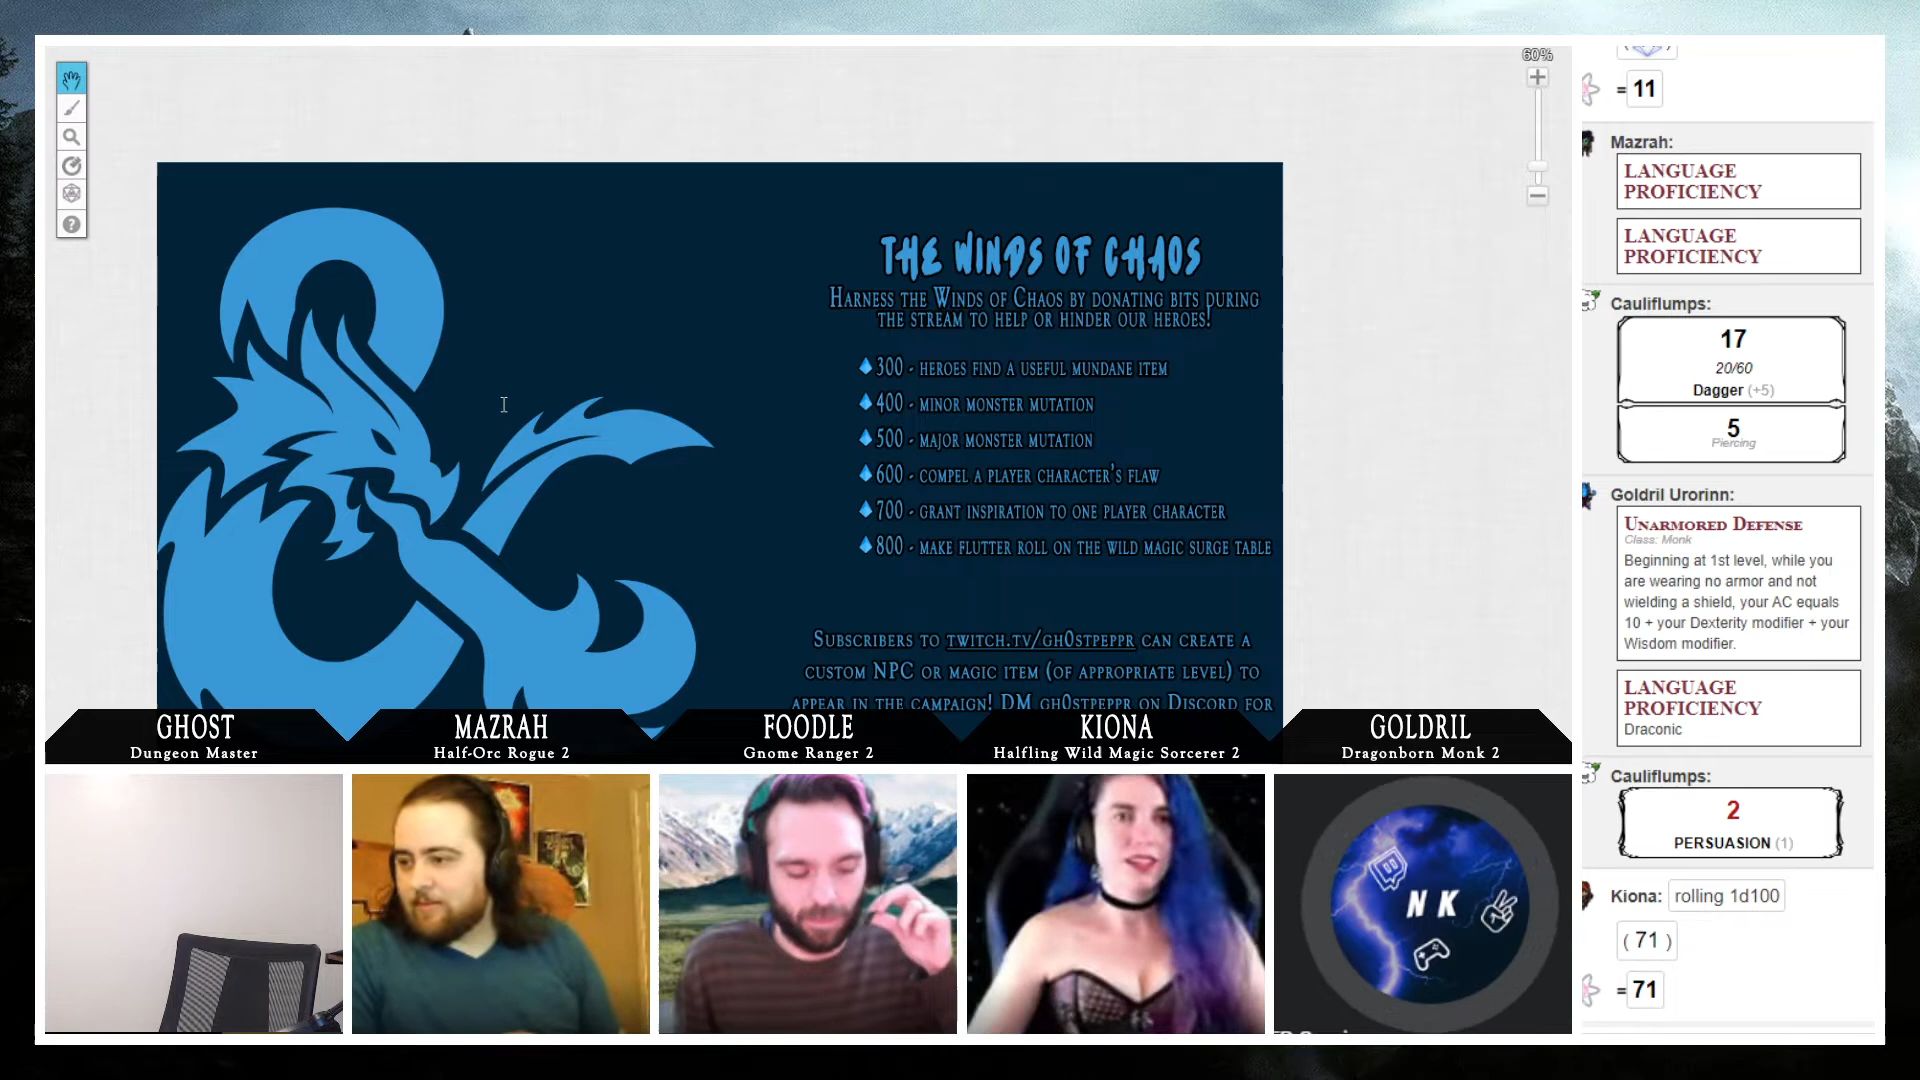 60%
THE WINDS OF CHAOS
HARNESS THE WINDS OF CHAOS BY DONATING BITS DURING
THE STREAM TO HELP OR HINDER OUR HEROES!
300 - HEROES FIND A USEFUL MUNDANE ITEM
400 - MINOR MONSTER MUTATION
500 - MAJOR MONSTER MUTATION
600 - COMPEL A PLAYER CHARACTER'S FLAW
700 - GRANT INSPIRATION TO ONE PLAYER CHARACTER
800 - MAKE FLUTTER ROLL ON THE WILD MAGIC SURGE TABLE
SUBSCRIBERS TO TWITCH.TV/GH0STPEPPR CAN CREATE A
CUSTOM NPC OR MAGIC ITEM (OF APPROPRIATE LEVEL) TO
APPEAR IN THE CAMPAIGN! DM GH0STPEPPR ON DISCORD FOR
GHOST
Dungeon Master
MAZRAH
Half-Orc Rogue 2
FOODLE
Gnome Ranger 2
KIONA
Halfling Wild Magic Sorcerer 2
GOLDRIL
Dragonborn Monk 2
N K
= 11
Mazrah:
LANGUAGE
PROFICIENCY
LANGUAGE
PROFICIENCY
Cauliflumps:
17
20/60
Dagger (+5)
5
Piercing
Goldril Urorinn:
UNARMORED DEFENSE
Class: Monk
Beginning at 1st level, while you
are wearing no armor and not
wielding a shield, your AC equals
10 + your Dexterity modifier + your
Wisdom modifier.
LANGUAGE
PROFICIENCY
Draconic
Cauliflumps:
2
PERSUASION (1)
Kiona: rolling 1d100
( 71 )
= 71